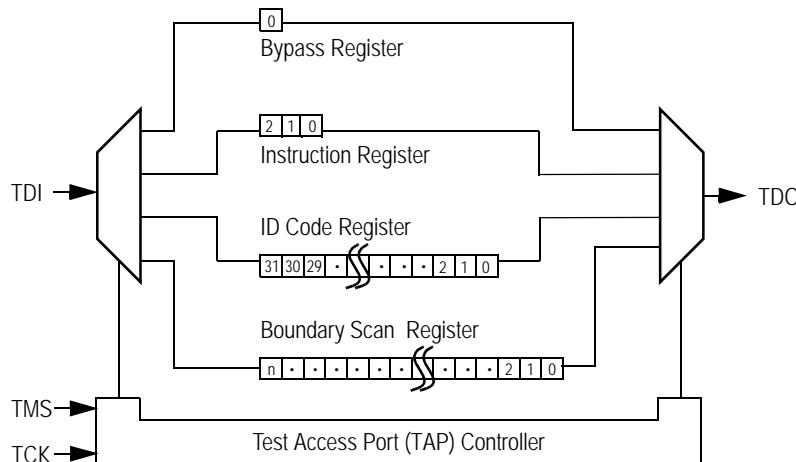 0
Bypass Register
2 1 0
Instruction Register
TDI
TDO
ID Code Register
31 30 29 · · · · 2 1 0
Boundary Scan Register
n · · · · · · · · · 2 1 0
TMS
Test Access Port (TAP) Controller
TCK